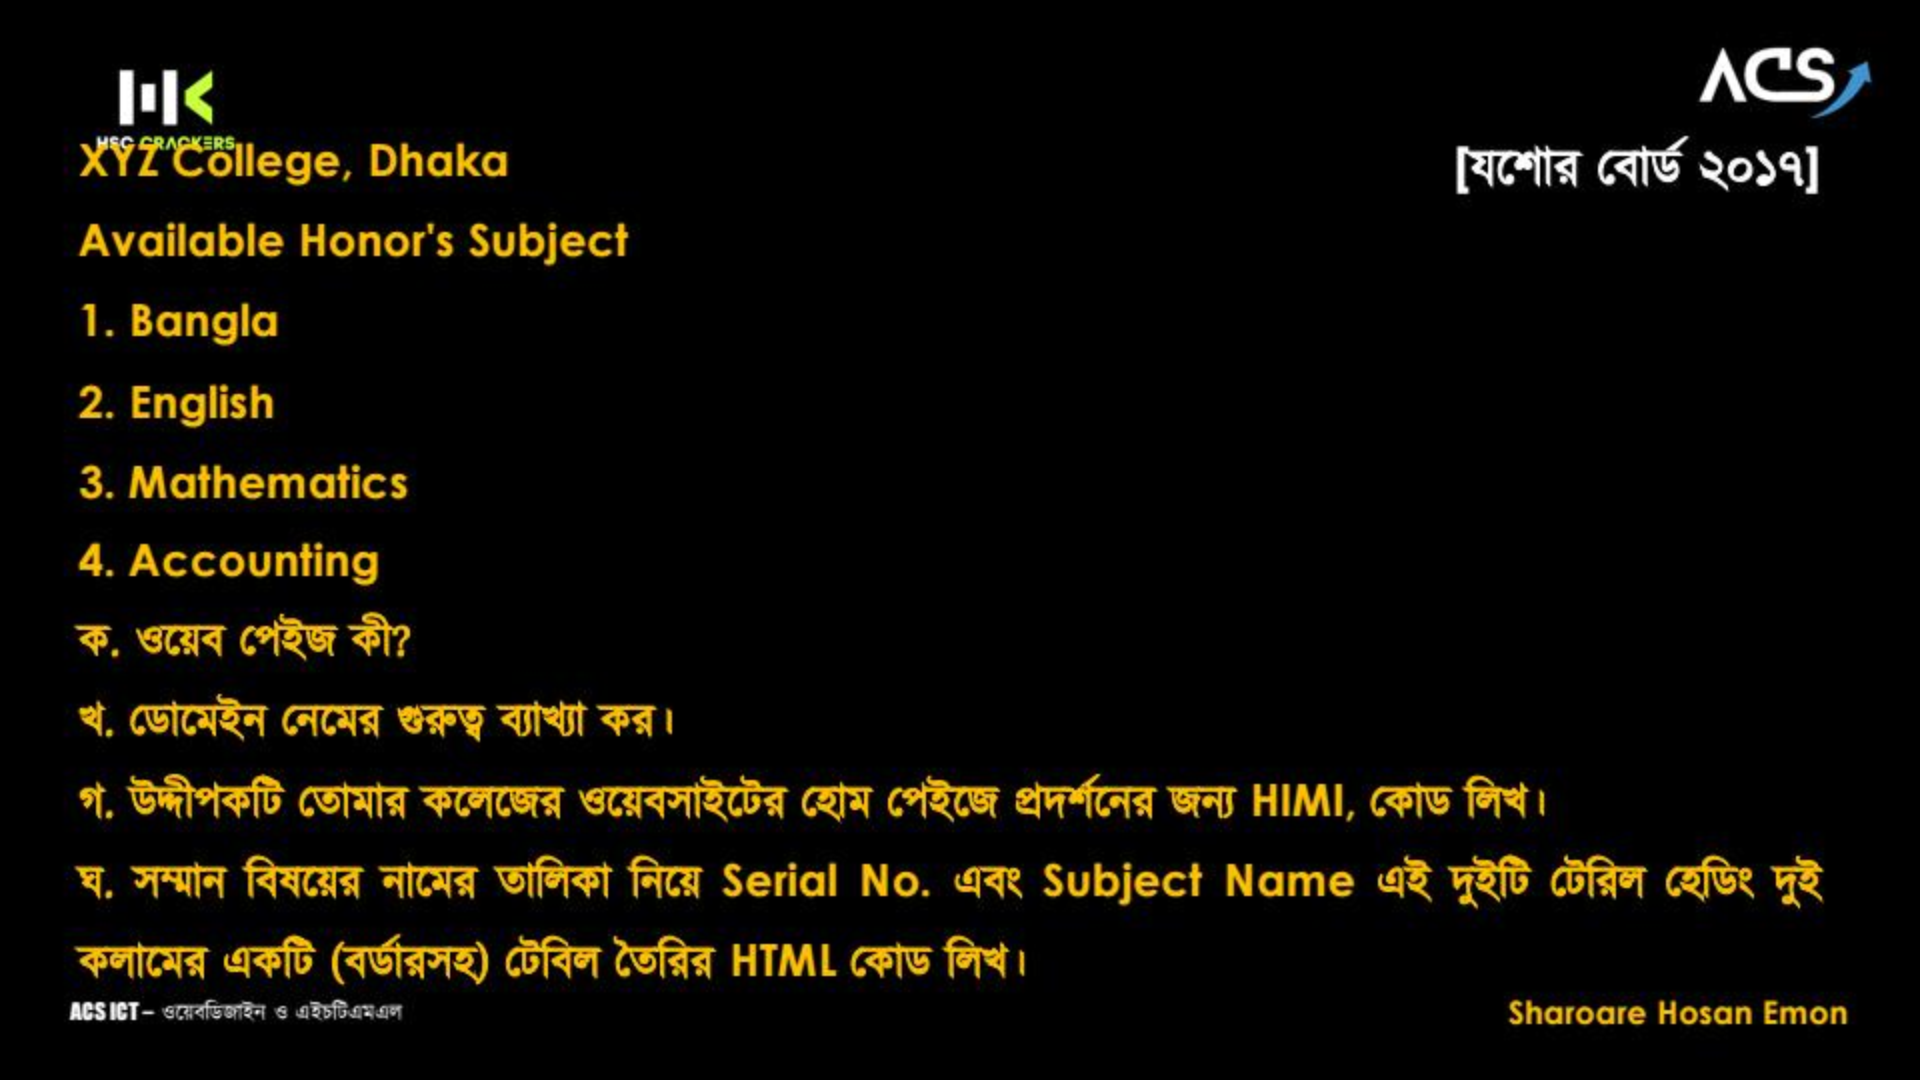 HSC CRACKERS
ACS
XYZ College, Dhaka
[যশোর বোর্ড ২০১৭]
Available Honor's Subject
1. Bangla
2. English
3. Mathematics
4. Accounting
ক. ওয়েব পেইজ কী?
খ. ডোমেইন নেমের গুরুত্ব ব্যাখ্যা কর।
গ. উদ্দীপকটি তোমার কলেজের ওয়েবসাইটের হোম পেইজে প্রদর্শনের জন্য HIMI, কোড লিখ।
ঘ. সম্মান বিষয়ের নামের তালিকা নিয়ে Serial No. এবং Subject Name এই দুইটি টেরিল হেডিং দুই
কলামের একটি (বর্ডারসহ) টেবিল তৈরির HTML কোড লিখ।
ACS ICT – ওয়েবডিজাইন ও এইচটিএমএল
Sharoare Hosan Emon